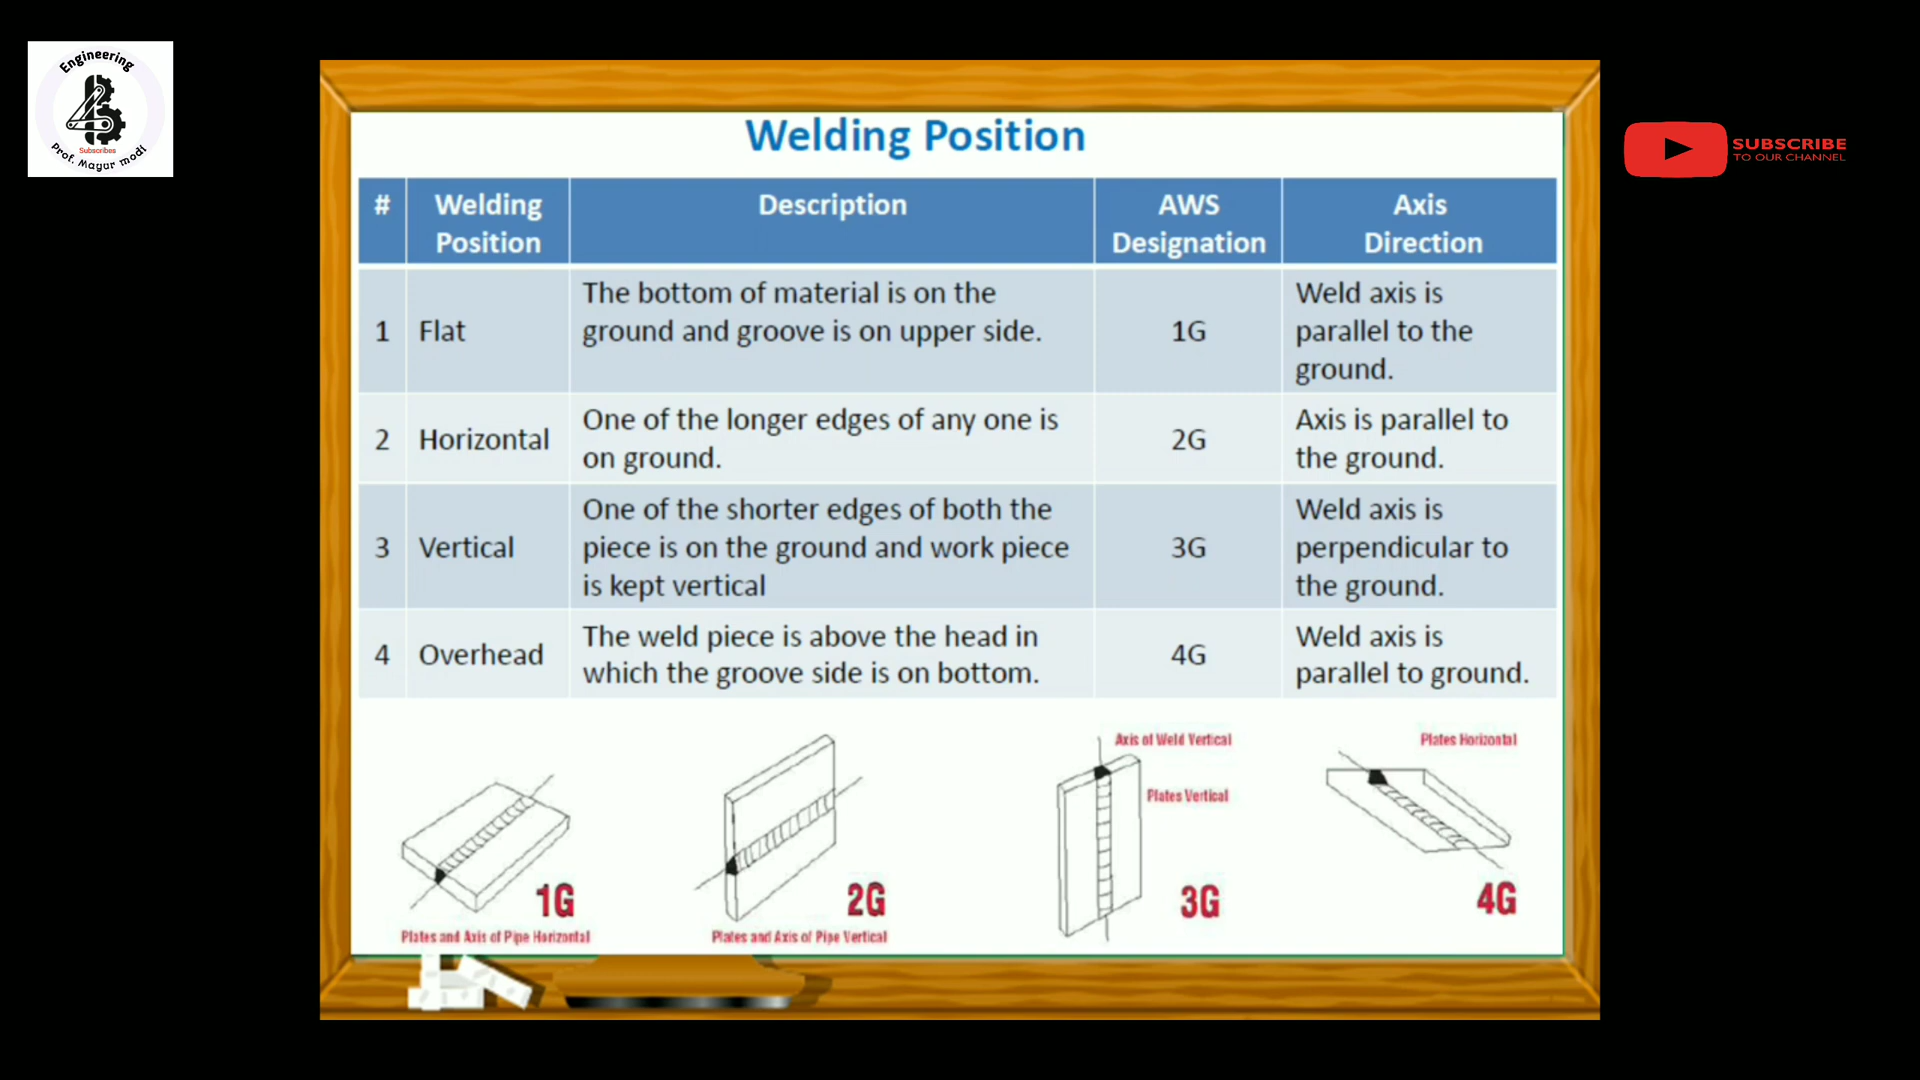 Engineering
Subscribes
Prof. Mayur modi
SUBSCRIBE
TO OUR CHANNEL
Welding Position
#
Welding
Position
Description
AWS
Designation
Axis
Direction
1
Flat
The bottom of material is on the
ground and groove is on upper side.
1G
Weld axis is
parallel to the
ground.
2
Horizontal
One of the longer edges of any one is
on ground.
2G
Axis is parallel to
the ground.
3
Vertical
One of the shorter edges of both the
piece is on the ground and work piece
is kept vertical
3G
Weld axis is
perpendicular to
the ground.
4
Overhead
The weld piece is above the head in
which the groove side is on bottom.
4G
Weld axis is
parallel to ground.
1G
Plates and Axis of Pipe Horizontal
2G
Plates and Axis of Pipe Vertical
Axis of Weld Vertical
Plates Vertical
3G
Plates Horizontal
4G